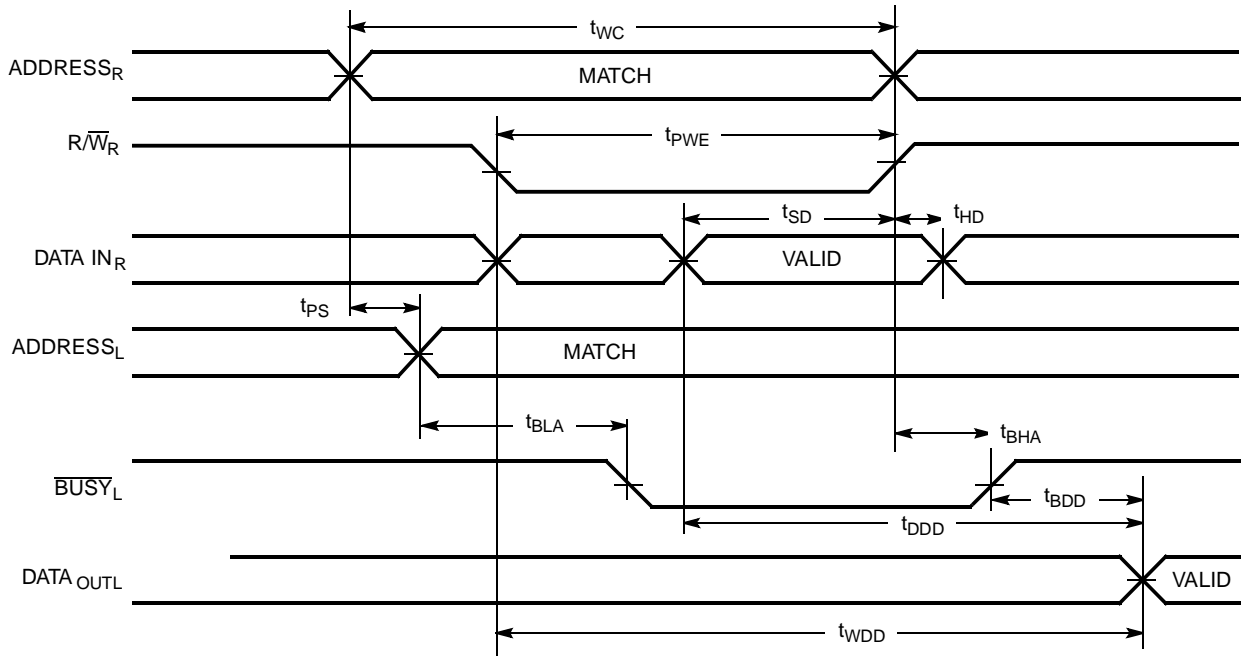 tWC
ADDRESSR
MATCH
R/W̅R
tPWE
tSD
tHD
DATA INR
VALID
tPS
ADDRESSL
MATCH
tBLA
tBHA
B̅U̅S̅Y̅L
tBDD
tDDD
DATA OUTL
VALID
tWDD